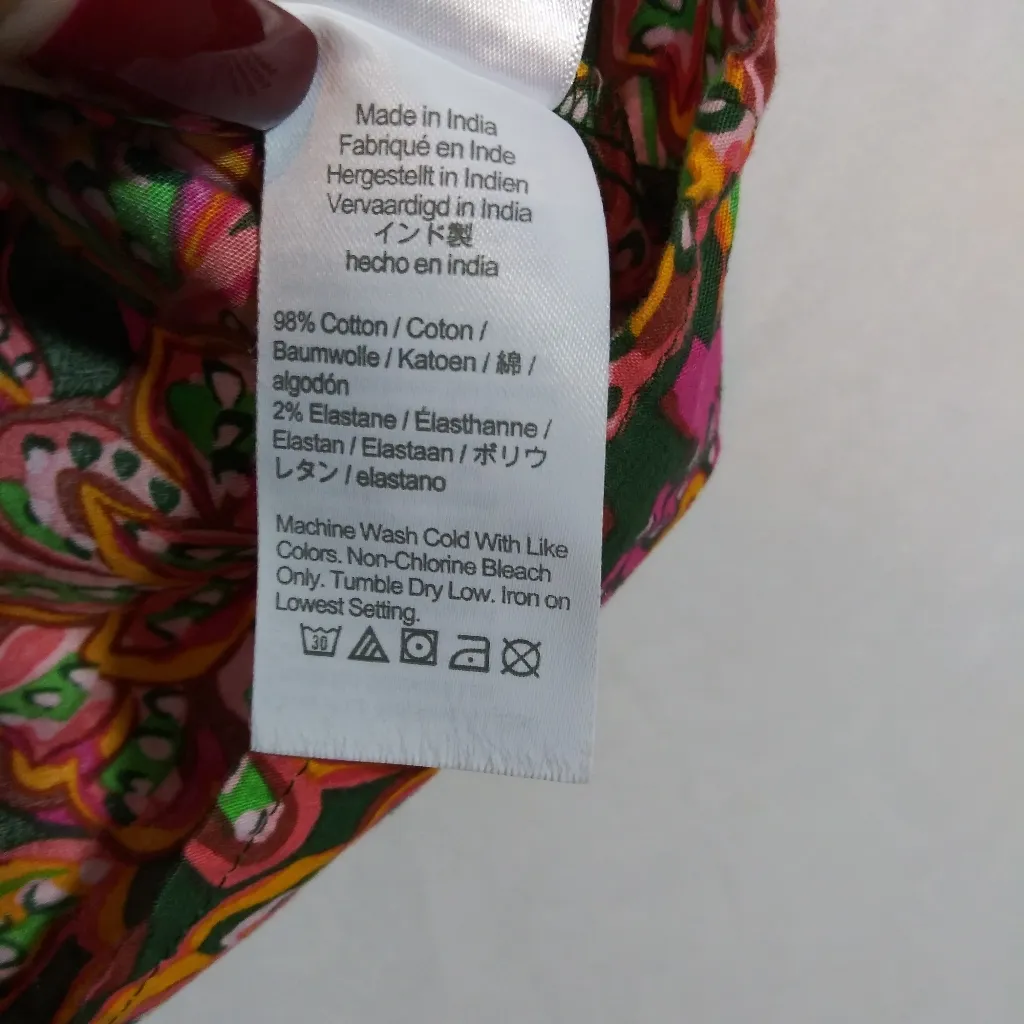 Made in India
Fabriqué en Inde
Hergestellt in Indien
Vervaardigd in India
インド製
hecho en india
98% Cotton / Coton /
Baumwolle / Katoen / 綿 /
algodón
2% Elastane / Élasthanne /
Elastan / Elastaan / ポリウ
レタン / elastano
Machine Wash Cold With Like
Colors. Non-Chlorine Bleach
Only. Tumble Dry Low. Iron on
Lowest Setting.
30